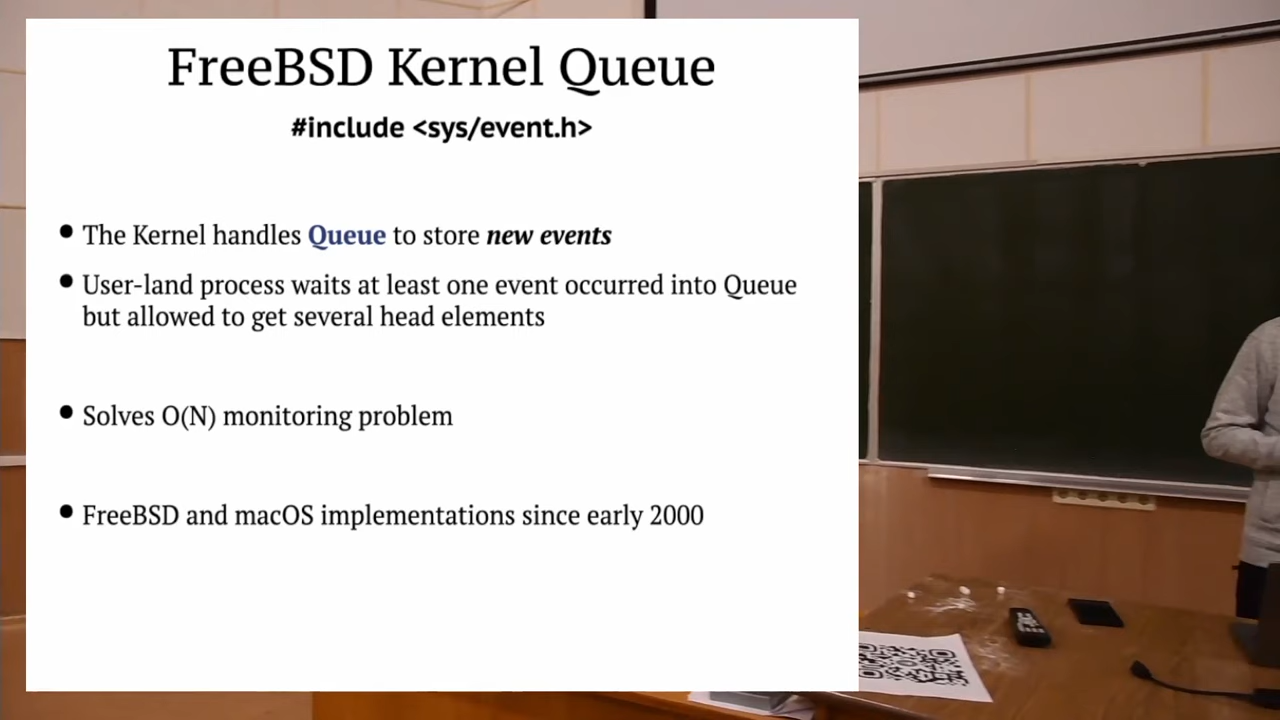 FreeBSD Kernel Queue
#include <sys/event.h>
• The Kernel handles Queue to store new events
• User-land process waits at least one event occurred into Queue
but allowed to get several head elements
• Solves O(N) monitoring problem
• FreeBSD and macOS implementations since early 2000